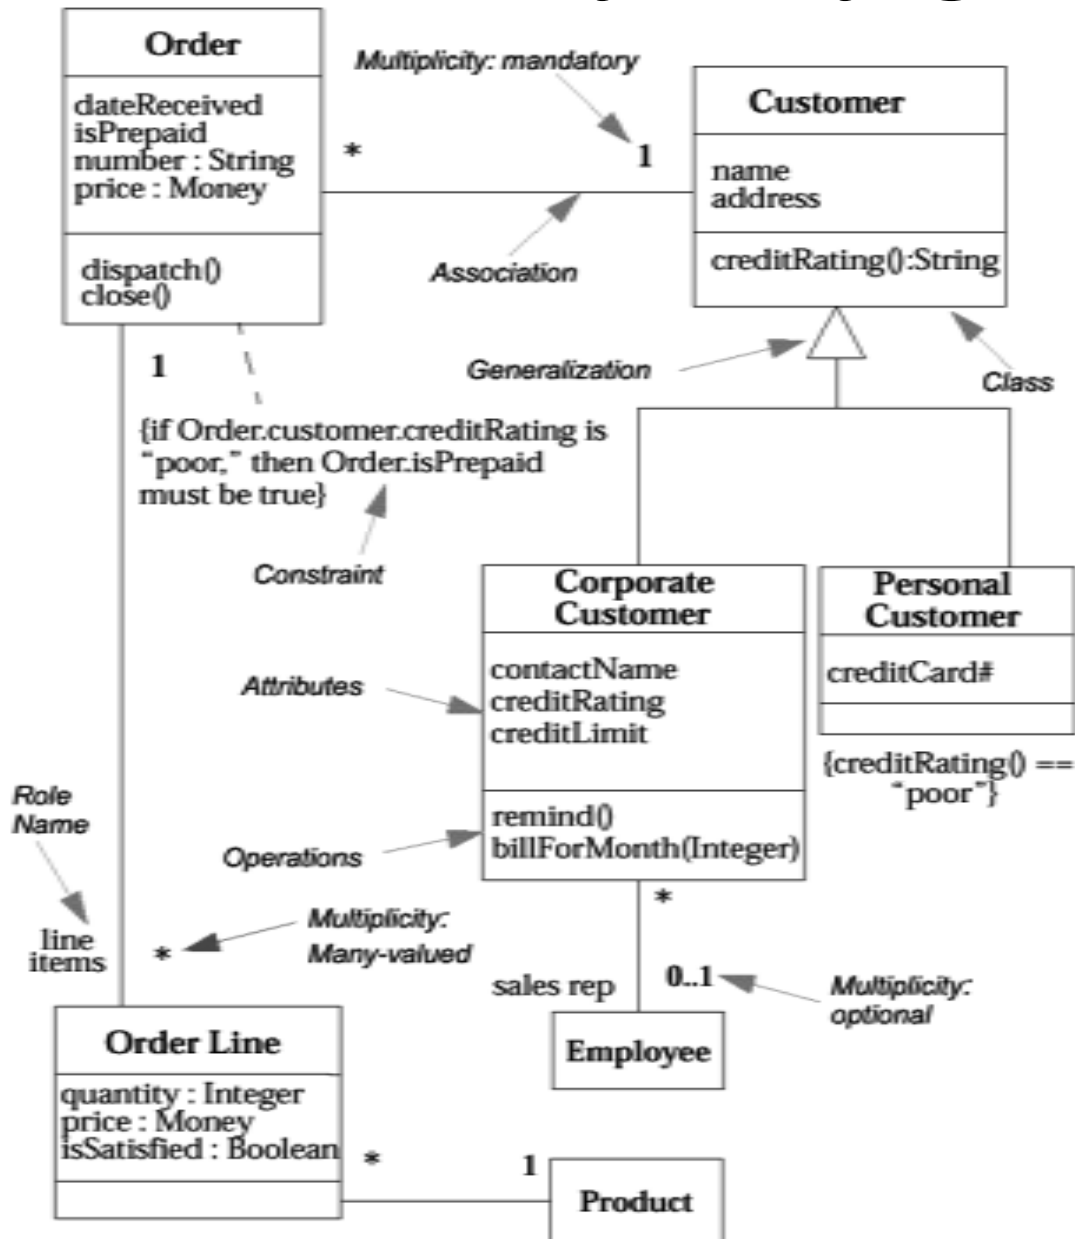 Order
dateReceived
isPrepaid
number : String
price : Money
dispatch()
close()
Multiplicity: mandatory
*
1
Association
Customer
name
address
creditRating():String
Generalization
Class
1
{if Order.customer.creditRating is
“poor,” then Order.isPrepaid
must be true}
Constraint
Corporate
Customer
contactName
creditRating
creditLimit
remind()
billForMonth(Integer)
Personal
Customer
creditCard#
{creditRating() ==
“poor”}
Attributes
Operations
Role
Name
line
items
*
Multiplicity:
Many-valued
*
sales rep
0..1
Multiplicity:
optional
Employee
Order Line
quantity : Integer
price : Money
isSatisfied : Boolean
*
1
Product